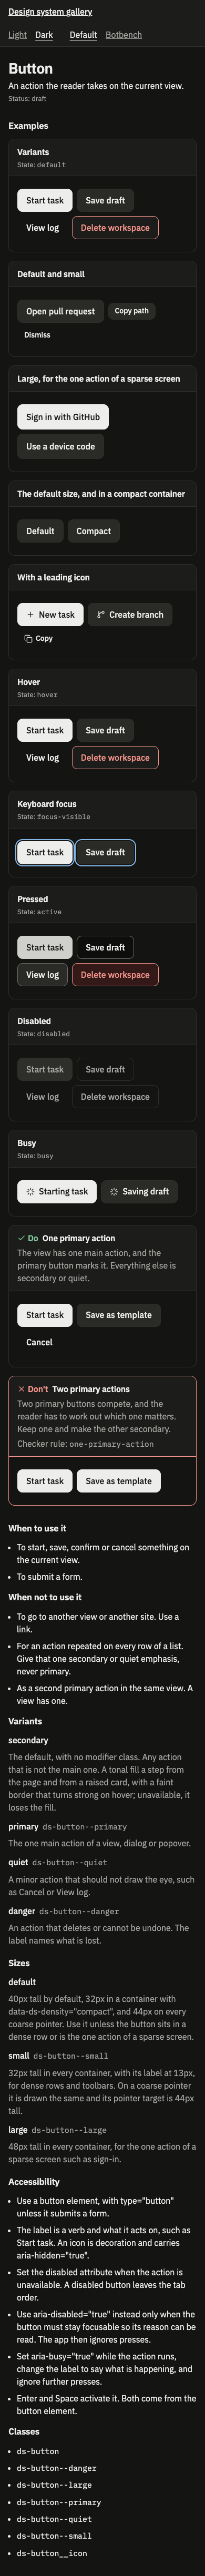 Design system gallery
Light Dark Default Botbench
Button
An action the reader takes on the current view.
Status: draft
Examples
Variants
State: default
Start task Save draft
View log Delete workspace
Default and small
Open pull request Copy path
Dismiss
Large, for the one action of a sparse screen
Sign in with GitHub
Use a device code
The default size, and in a compact container
Default Compact
With a leading icon
New task Create branch
Copy
Hover
State: hover
Start task Save draft
View log Delete workspace
Keyboard focus
State: focus-visible
Start task Save draft
Pressed
State: active
Start task Save draft
View log Delete workspace
Disabled
State: disabled
Start task Save draft
View log Delete workspace
Busy
State: busy
Starting task Saving draft
Do One primary action
The view has one main action, and the
primary button marks it. Everything else is
secondary or quiet.
Start task Save as template
Cancel
Don't Two primary actions
Two primary buttons compete, and the
reader has to work out which one matters.
Keep one and make the other secondary.
Checker rule: one-primary-action
Start task Save as template
When to use it
• To start, save, confirm or cancel something on
the current view.
• To submit a form.
When not to use it
• To go to another view or another site. Use a
link.
• For an action repeated on every row of a list.
Give that one secondary or quiet emphasis,
never primary.
• As a second primary action in the same view. A
view has one.
Variants
secondary
The default, with no modifier class. Any action
that is not the main one. A tonal fill a step from
the page and from a raised card, with a faint
border that turns strong on hover; unavailable, it
loses the fill.
primary ds-button--primary
The one main action of a view, dialog or popover.
quiet ds-button--quiet
A minor action that should not draw the eye, such
as Cancel or View log.
danger ds-button--danger
An action that deletes or cannot be undone. The
label names what is lost.
Sizes
default
40px tall by default, 32px in a container with
data-ds-density="compact", and 44px on every
coarse pointer. Use it unless the button sits in a
dense row or is the one action of a sparse screen.
small ds-button--small
32px tall in every container, with its label at 13px,
for dense rows and toolbars. On a coarse pointer
it is drawn the same and its pointer target is 44px
tall.
large ds-button--large
48px tall in every container, for the one action of a
sparse screen such as sign-in.
Accessibility
• Use a button element, with type="button"
unless it submits a form.
• The label is a verb and what it acts on, such as
Start task. An icon is decoration and carries
aria-hidden="true".
• Set the disabled attribute when the action is
unavailable. A disabled button leaves the tab
order.
• Use aria-disabled="true" instead only when the
button must stay focusable so its reason can be
read. The app then ignores presses.
• Set aria-busy="true" while the action runs,
change the label to say what is happening, and
ignore further presses.
• Enter and Space activate it. Both come from the
button element.
Classes
• ds-button
• ds-button--danger
• ds-button--large
• ds-button--primary
• ds-button--quiet
• ds-button--small
• ds-button__icon